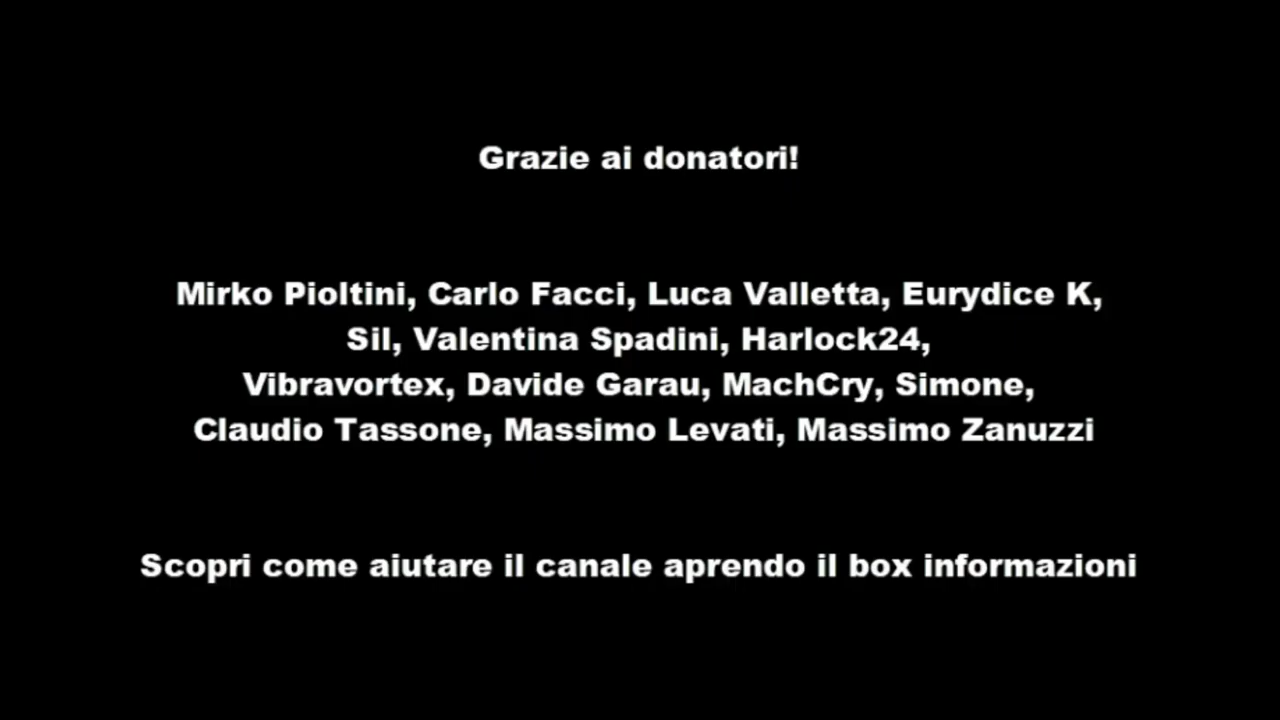 Grazie ai donatori!
Mirko Pioltini, Carlo Facci, Luca Valletta, Eurydice K,
Sil, Valentina Spadini, Harlock24,
Vibravortex, Davide Garau, MachCry, Simone,
Claudio Tassone, Massimo Levati, Massimo Zanuzzi
Scopri come aiutare il canale aprendo il box informazioni